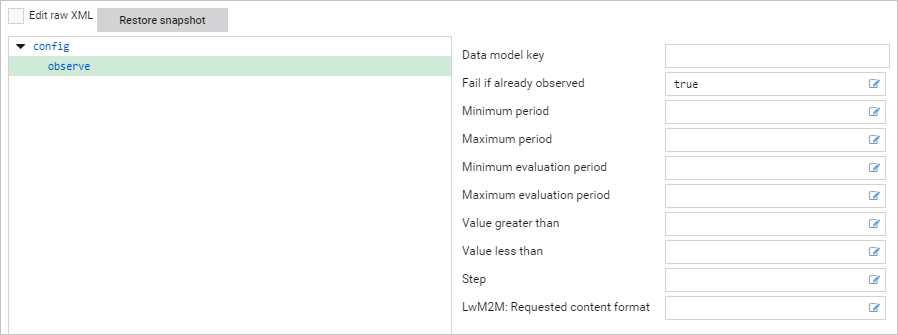 Edit raw XML
Restore snapshot
config
observe
Data model key
Fail if already observed
true
Minimum period
Maximum period
Minimum evaluation period
Maximum evaluation period
Value greater than
Value less than
Step
LwM2M: Requested content format